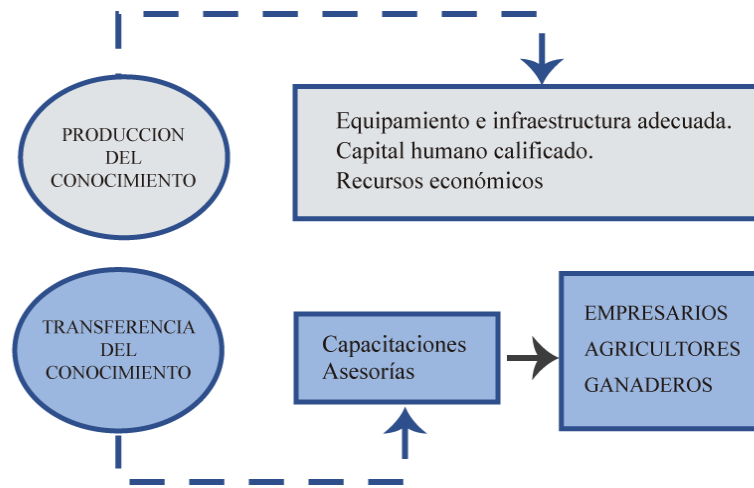 PRODUCCION
DEL
CONOCIMIENTO
Equipamiento e infraestructura adecuada.
Capital humano calificado.
Recursos económicos
TRANSFERENCIA
DEL
CONOCIMIENTO
Capacitaciones
Asesorías
EMPRESARIOS
AGRICULTORES
GANADEROS